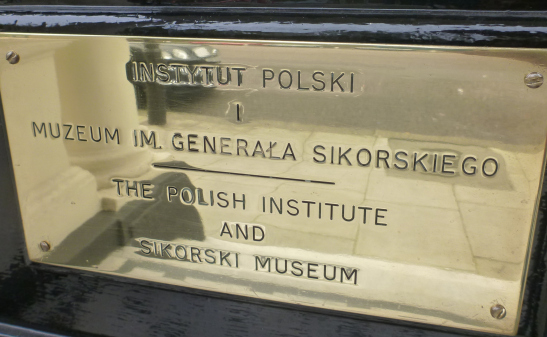 INSTYTUT POLSKI
I
MUZEUM IM. GENERAŁA SIKORSKIEGO
THE POLISH INSTITUTE
AND
SIKORSKI MUSEUM